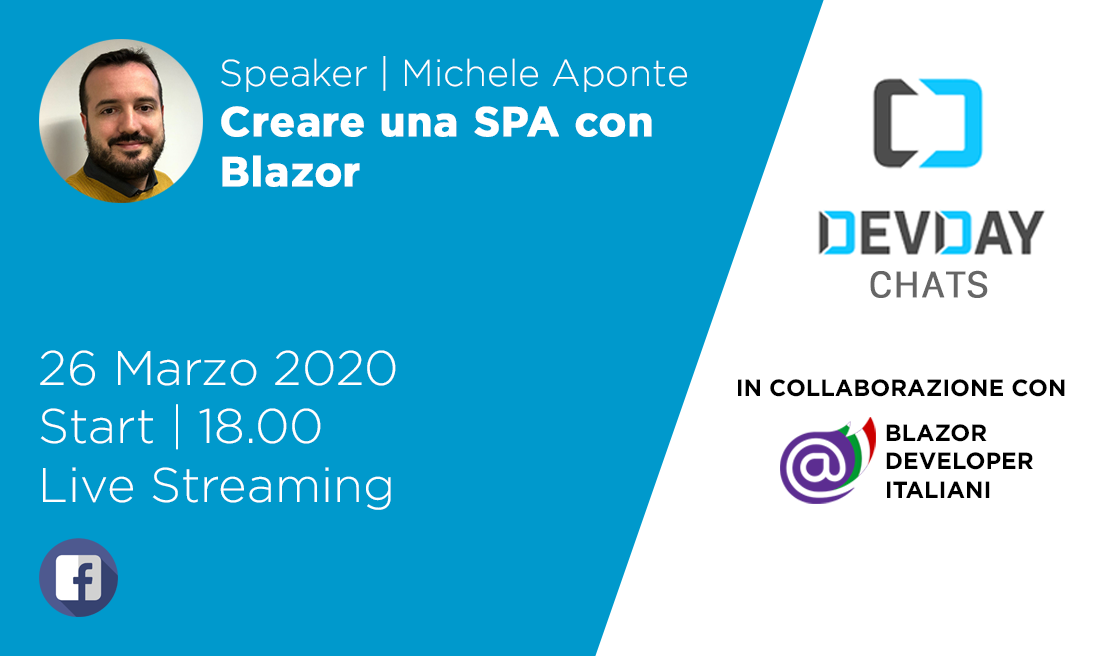 Speaker | Michele Aponte
Creare una SPA con
Blazor
26 Marzo 2020
Start | 18.00
Live Streaming
f
DEVDAY
CHATS
IN COLLABORAZIONE CON
@
BLAZOR
DEVELOPER
ITALIANI